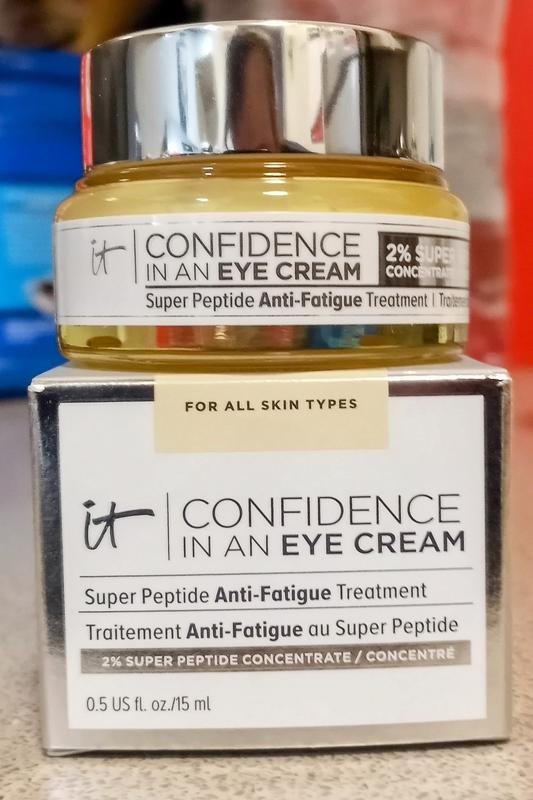 it
CONFIDENCE
IN AN EYE CREAM
2% SUPER
Super Peptide Anti-Fatigue Treatment |
FOR ALL SKIN TYPES
it
CONFIDENCE
IN AN EYE CREAM
Super Peptide Anti-Fatigue Treatment
Traitement Anti-Fatigue au Super Peptide
2% SUPER PEPTIDE CONCENTRATE / CONCENTRÉ
0.5 US fl. oz./15 ml